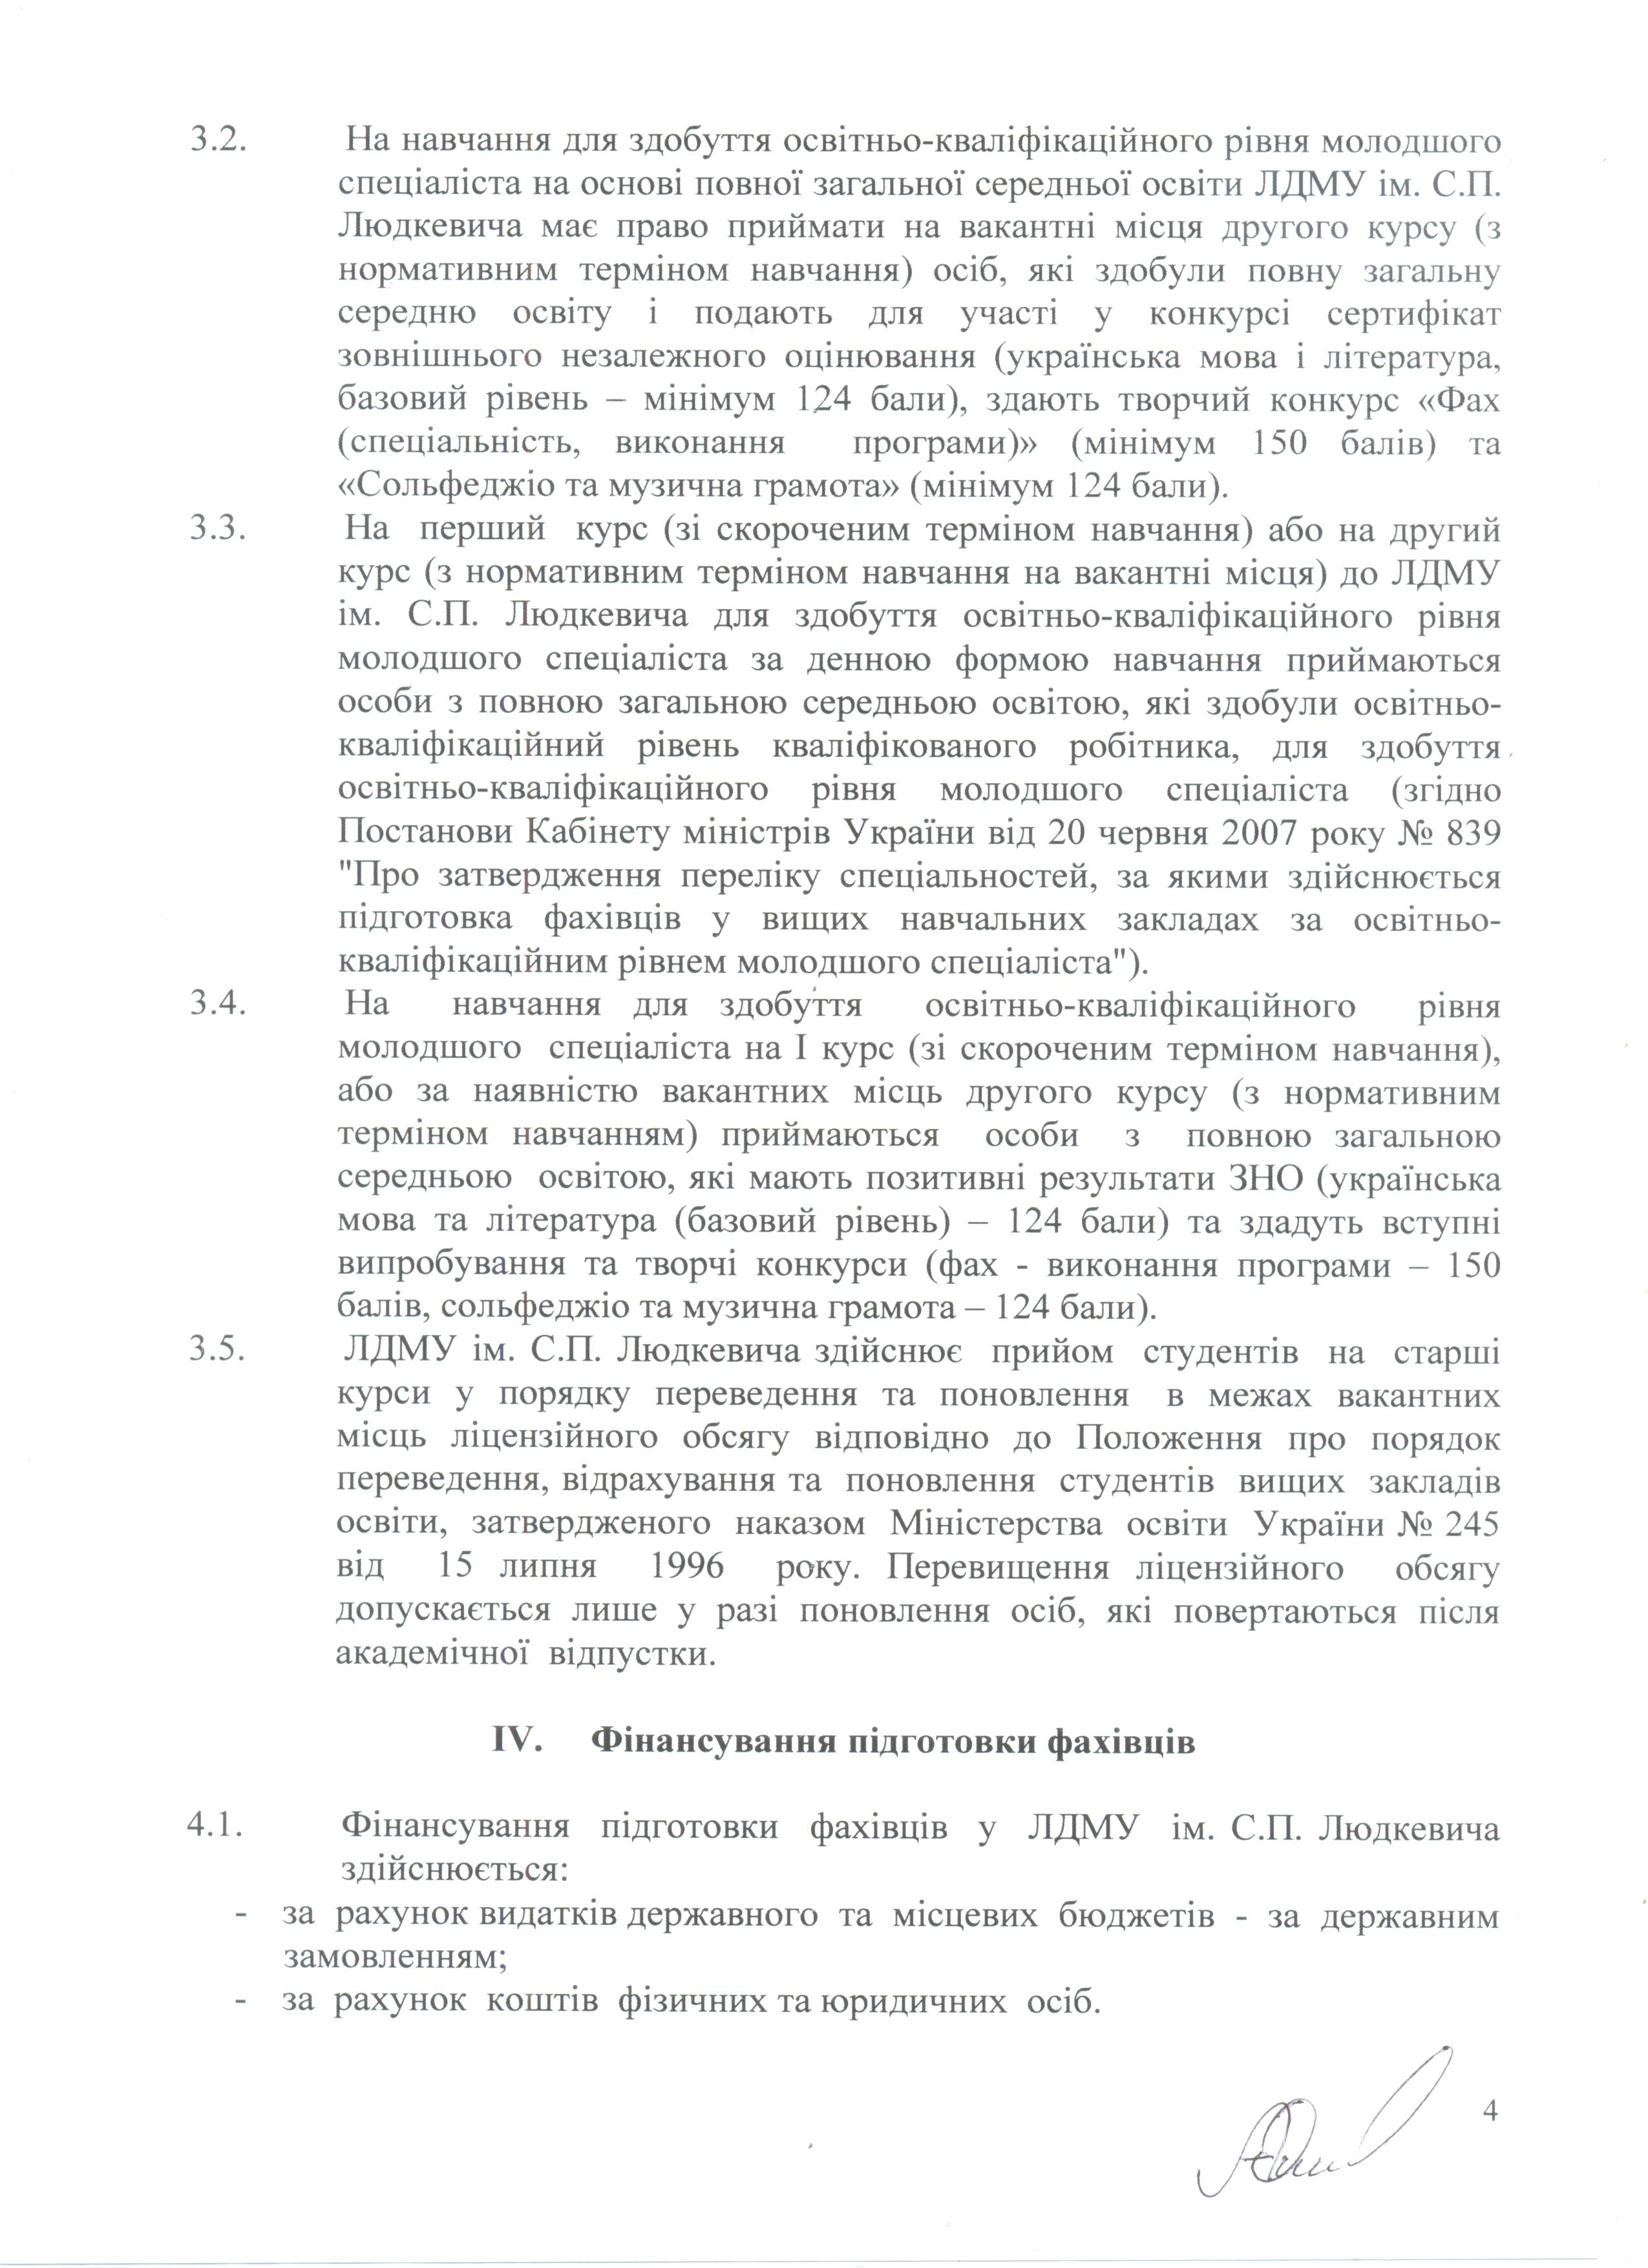 3.2. На навчання для здобуття освітньо-кваліфікаційного рівня молодшого
спеціаліста на основі повної загальної середньої освіти ЛДМУ ім. С.П.
Людкевича має право приймати на вакантні місця другого курсу (з
нормативним терміном навчання) осіб, які здобули повну загальну
середню освіту і подають для участі у конкурсі сертифікат
зовнішнього незалежного оцінювання (українська мова і література,
базовий рівень – мінімум 124 бали), здають творчий конкурс «Фах
(спеціальність, виконання програми)» (мінімум 150 балів) та
«Сольфеджіо та музична грамота» (мінімум 124 бали).
3.3. На перший курс (зі скороченим терміном навчання) або на другий
курс (з нормативним терміном навчання на вакантні місця) до ЛДМУ
ім. С.П. Людкевича для здобуття освітньо-кваліфікаційного рівня
молодшого спеціаліста за денною формою навчання приймаються
особи з повною загальною середньою освітою, які здобули освітньо-
кваліфікаційний рівень кваліфікованого робітника, для здобуття
освітньо-кваліфікаційного рівня молодшого спеціаліста (згідно
Постанови Кабінету міністрів України від 20 червня 2007 року № 839
"Про затвердження переліку спеціальностей, за якими здійснюється
підготовка фахівців у вищих навчальних закладах за освітньо-
кваліфікаційним рівнем молодшого спеціаліста").
3.4. На навчання для здобуття освітньо-кваліфікаційного рівня
молодшого спеціаліста на І курс (зі скороченим терміном навчання),
або за наявністю вакантних місць другого курсу (з нормативним
терміном навчанням) приймаються особи з повною загальною
середньою освітою, які мають позитивні результати ЗНО (українська
мова та література (базовий рівень) – 124 бали) та здадуть вступні
випробування та творчі конкурси (фах - виконання програми – 150
балів, сольфеджіо та музична грамота – 124 бали).
3.5. ЛДМУ ім. С.П. Людкевича здійснює прийом студентів на старші
курси у порядку переведення та поновлення в межах вакантних
місць ліцензійного обсягу відповідно до Положення про порядок
переведення, відрахування та поновлення студентів вищих закладів
освіти, затвердженого наказом Міністерства освіти України № 245
від 15 липня 1996 року. Перевищення ліцензійного обсягу
допускається лише у разі поновлення осіб, які повертаються після
академічної відпустки.
IV. Фінансування підготовки фахівців
4.1. Фінансування підготовки фахівців у ЛДМУ ім. С.П. Людкевича
здійснюється:
- за рахунок видатків державного та місцевих бюджетів - за державним
замовленням;
- за рахунок коштів фізичних та юридичних осіб.
4